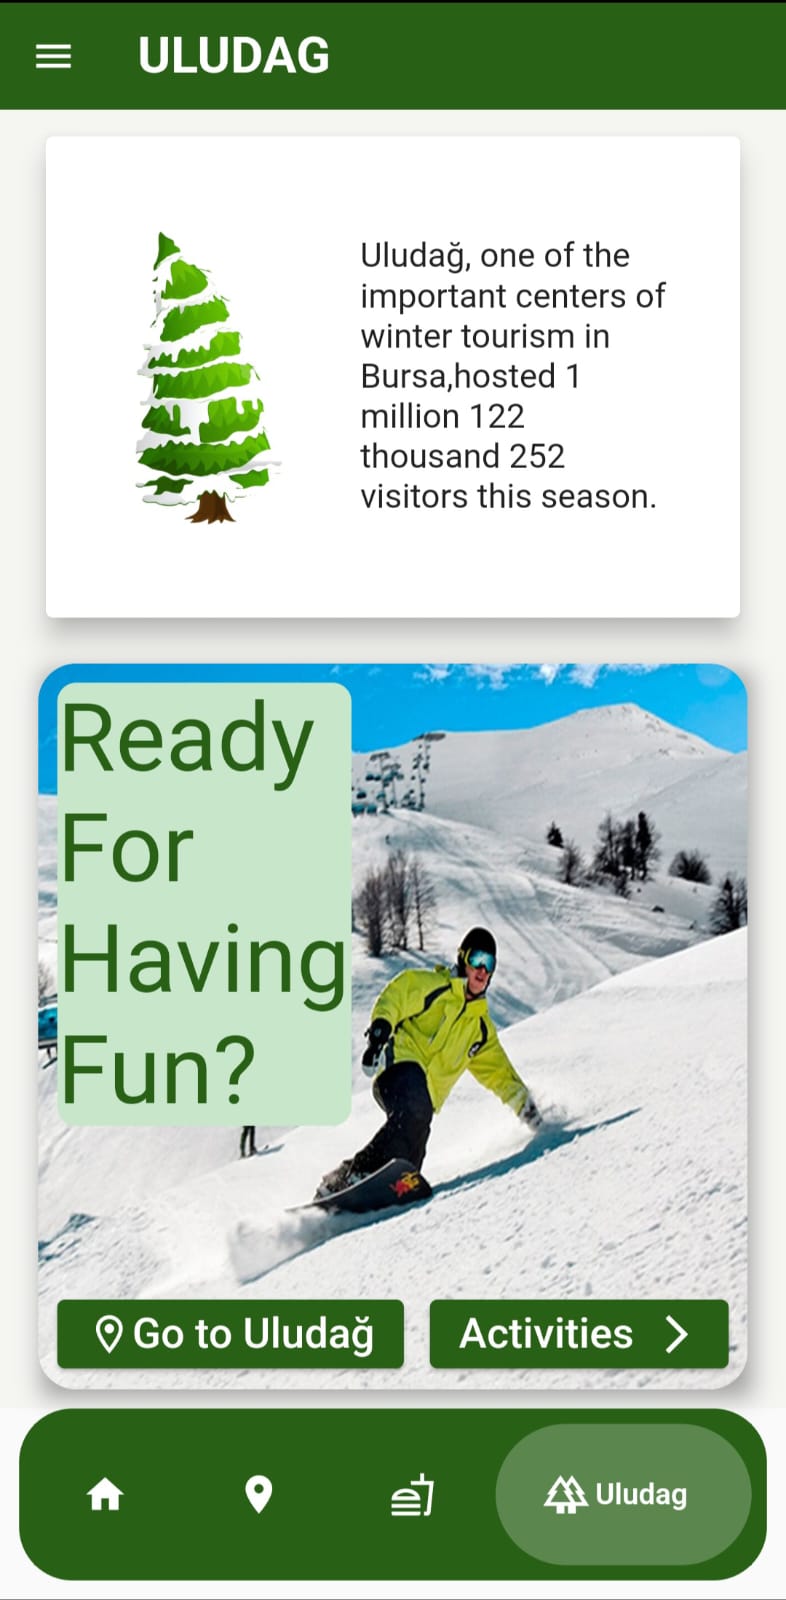 ULUDAG
Uludağ, one of the
important centers of
winter tourism in
Bursa,hosted 1
million 122
thousand 252
visitors this season.
Ready
For
Having
Fun?
Go to Uludağ
Activities
Uludag